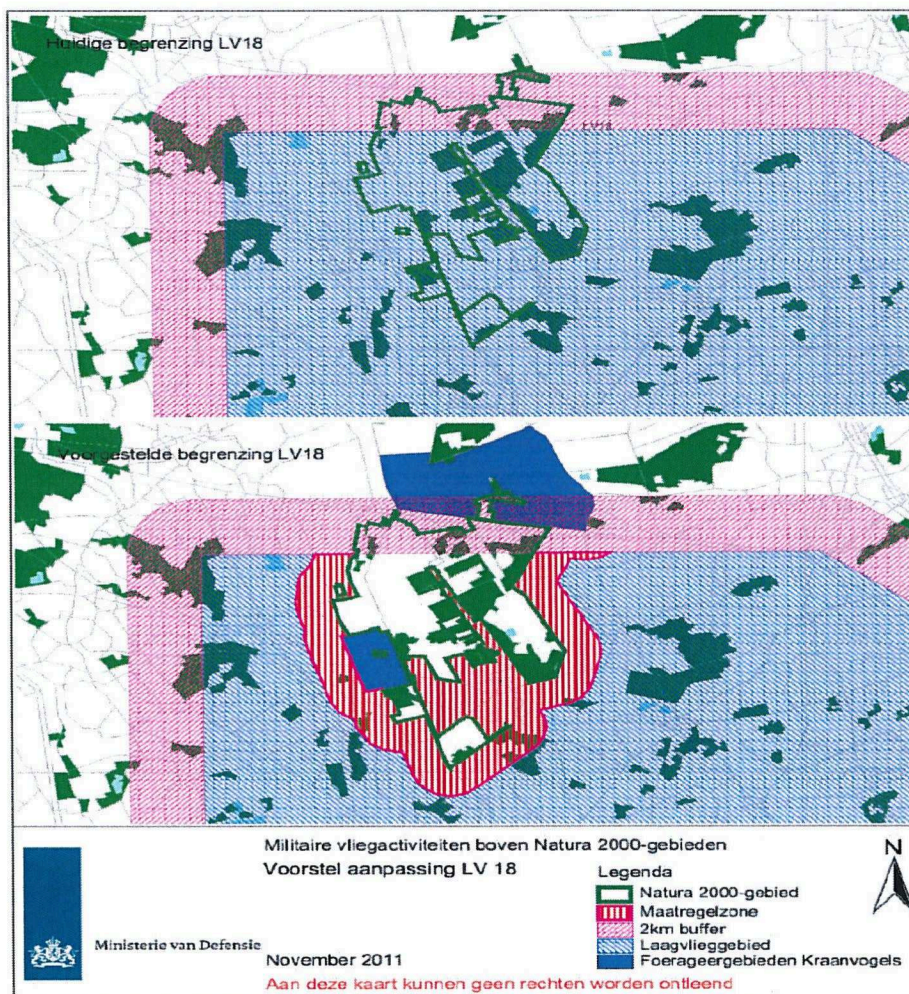 Huidige begrenzing LV18
LV18
Voorgestelde begrenzing LV18
Militaire vliegactiviteiten boven Natura 2000-gebieden
Voorstel aanpassing LV 18
N
Legenda
Natura 2000-gebied
Maatregelzone
2km buffer
Laagvlieggebied
Foerageergebieden Kraanvogels
Ministerie van Defensie
November 2011
Aan deze kaart kunnen geen rechten worden ontleend